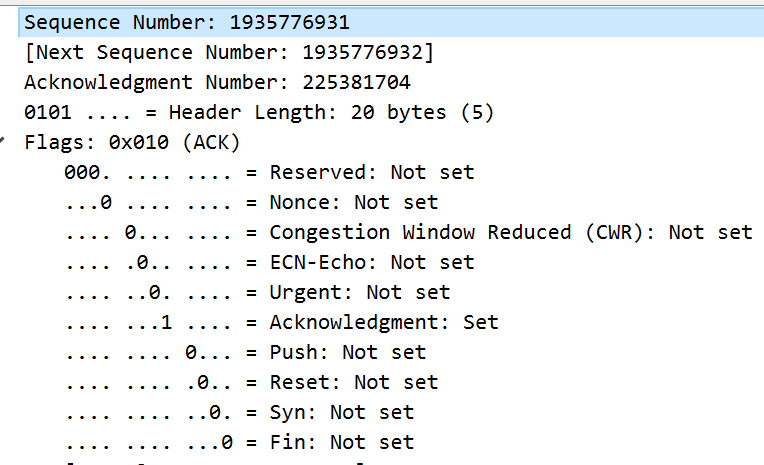 Sequence Number: 1935776931
[Next Sequence Number: 1935776932]
Acknowledgment Number: 225381704
0101 .... = Header Length: 20 bytes (5)
Flags: 0x010 (ACK)
000. .... .... = Reserved: Not set
...0 .... .... = Nonce: Not set
.... 0... .... = Congestion Window Reduced (CWR): Not set
.... .0.. .... = ECN-Echo: Not set
.... ..0. .... = Urgent: Not set
.... ...1 .... = Acknowledgment: Set
.... .... 0... = Push: Not set
.... .... .0.. = Reset: Not set
.... .... ..0. = Syn: Not set
.... .... ...0 = Fin: Not set